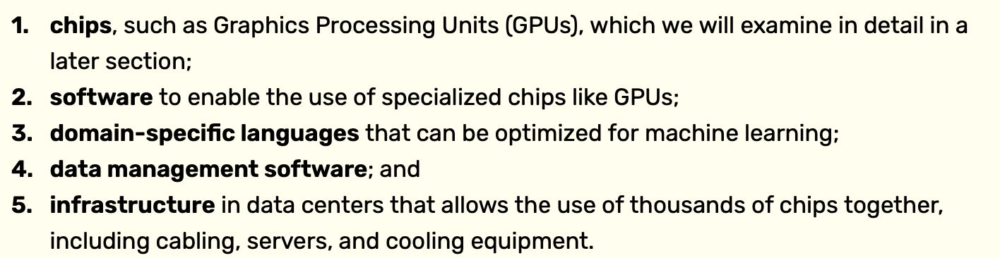 1. chips, such as Graphics Processing Units (GPUs), which we will examine in detail in a
later section;
2. software to enable the use of specialized chips like GPUs;
3. domain-specific languages that can be optimized for machine learning;
4. data management software; and
5. infrastructure in data centers that allows the use of thousands of chips together,
including cabling, servers, and cooling equipment.